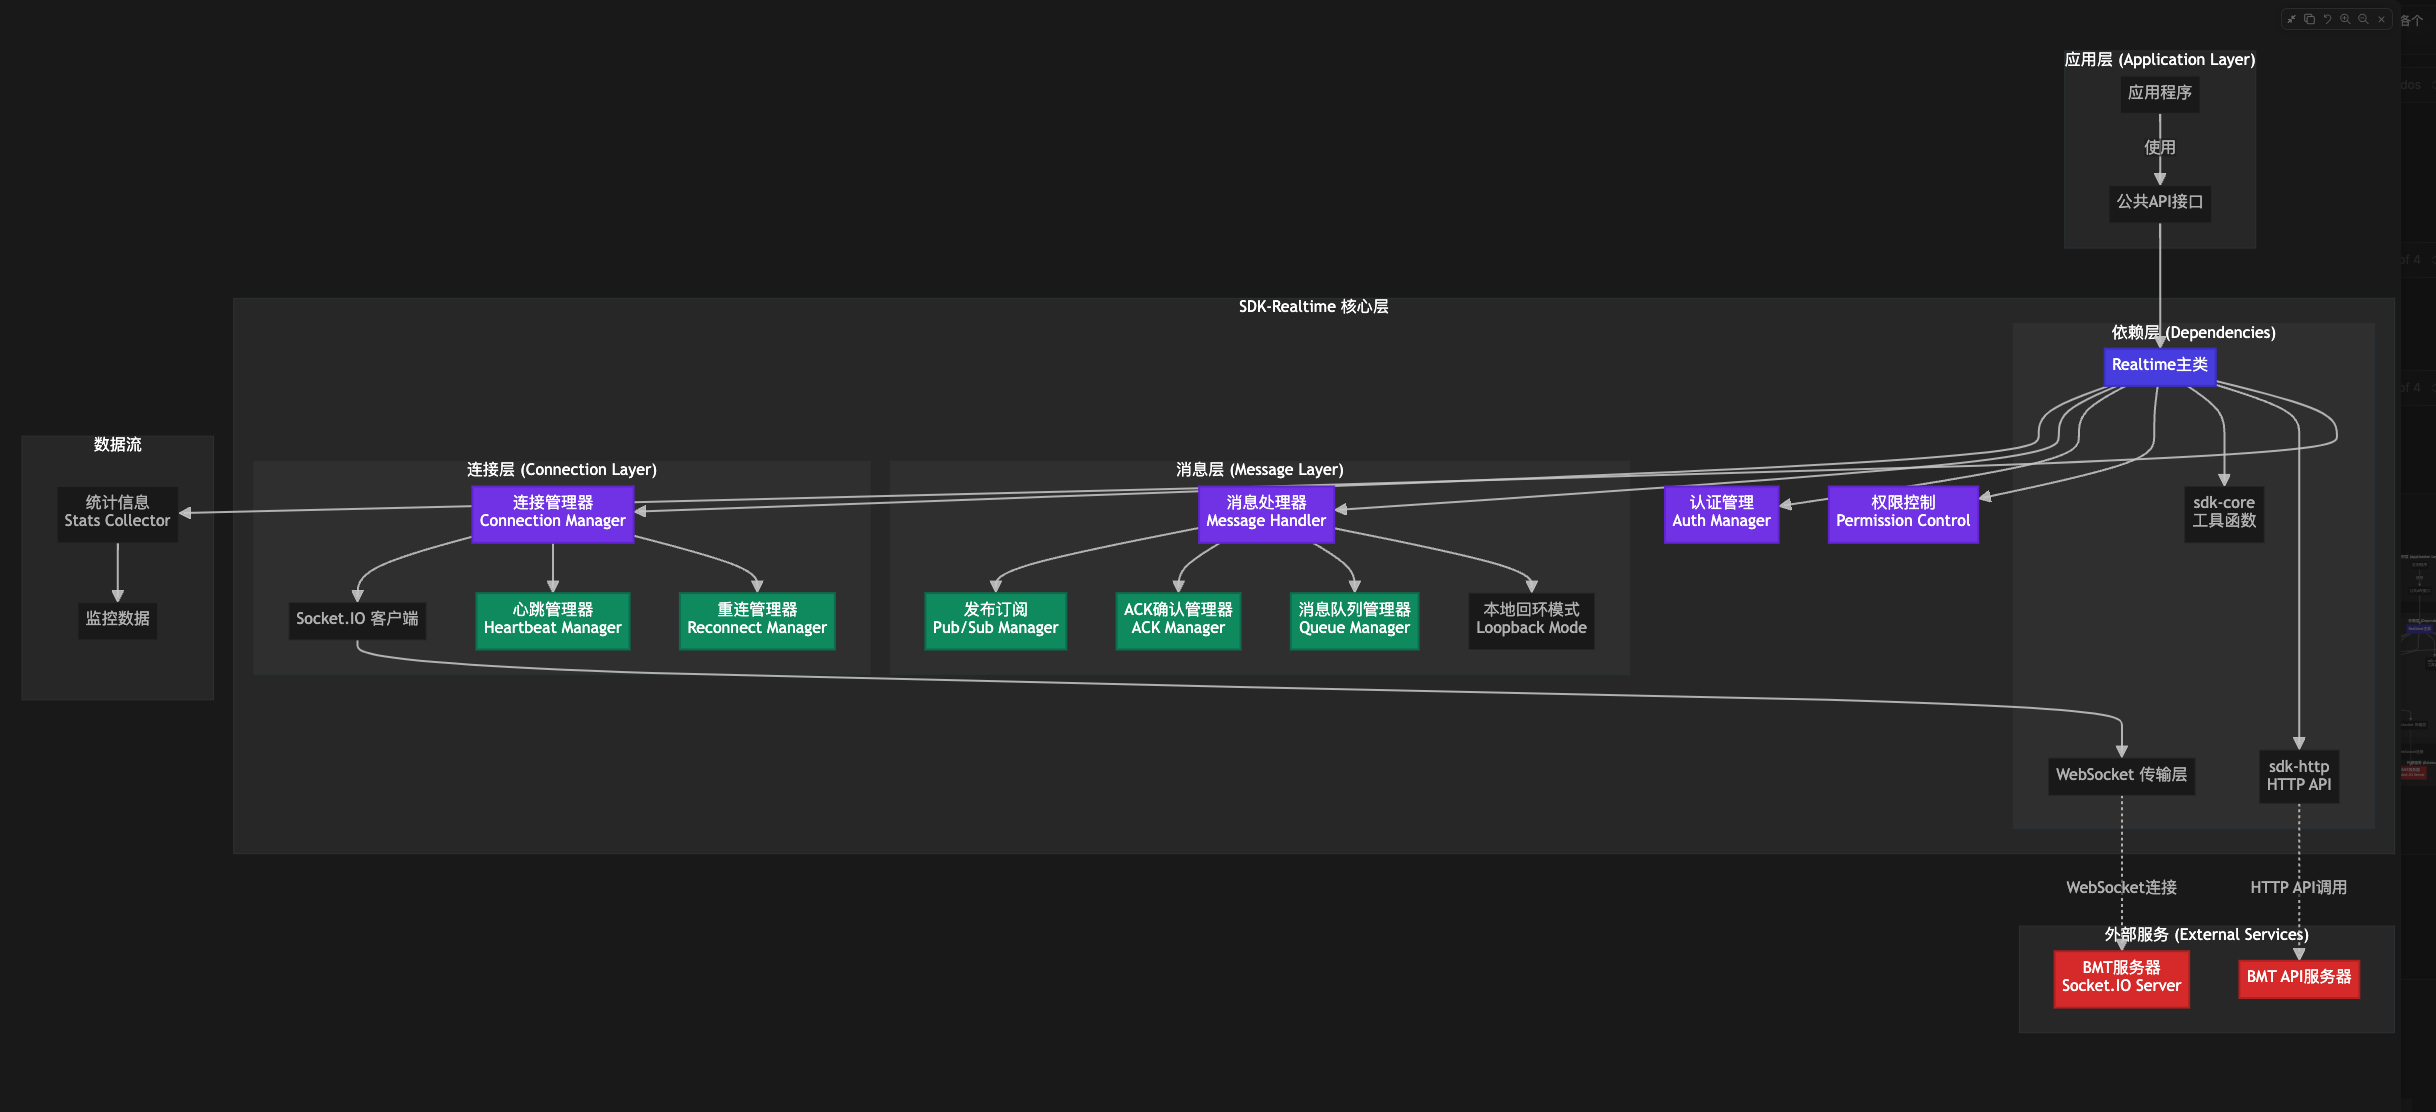 各个
应用层 (Application Layer)
应用程序
使用
公共API接口
SDK-Realtime 核心层
依赖层 (Dependencies)
Realtime主类
数据流
统计信息
Stats Collector
监控数据
连接层 (Connection Layer)
连接管理器
Connection Manager
Socket.IO 客户端
心跳管理器
Heartbeat Manager
重连管理器
Reconnect Manager
消息层 (Message Layer)
消息处理器
Message Handler
发布订阅
Pub/Sub Manager
ACK确认管理器
ACK Manager
消息队列管理器
Queue Manager
本地回环模式
Loopback Mode
认证管理
Auth Manager
权限控制
Permission Control
sdk-core
工具函数
WebSocket 传输层
sdk-http
HTTP API
WebSocket连接
HTTP API调用
外部服务 (External Services)
BMT服务器
Socket.IO Server
BMT API服务器
dos
of 4
of 4